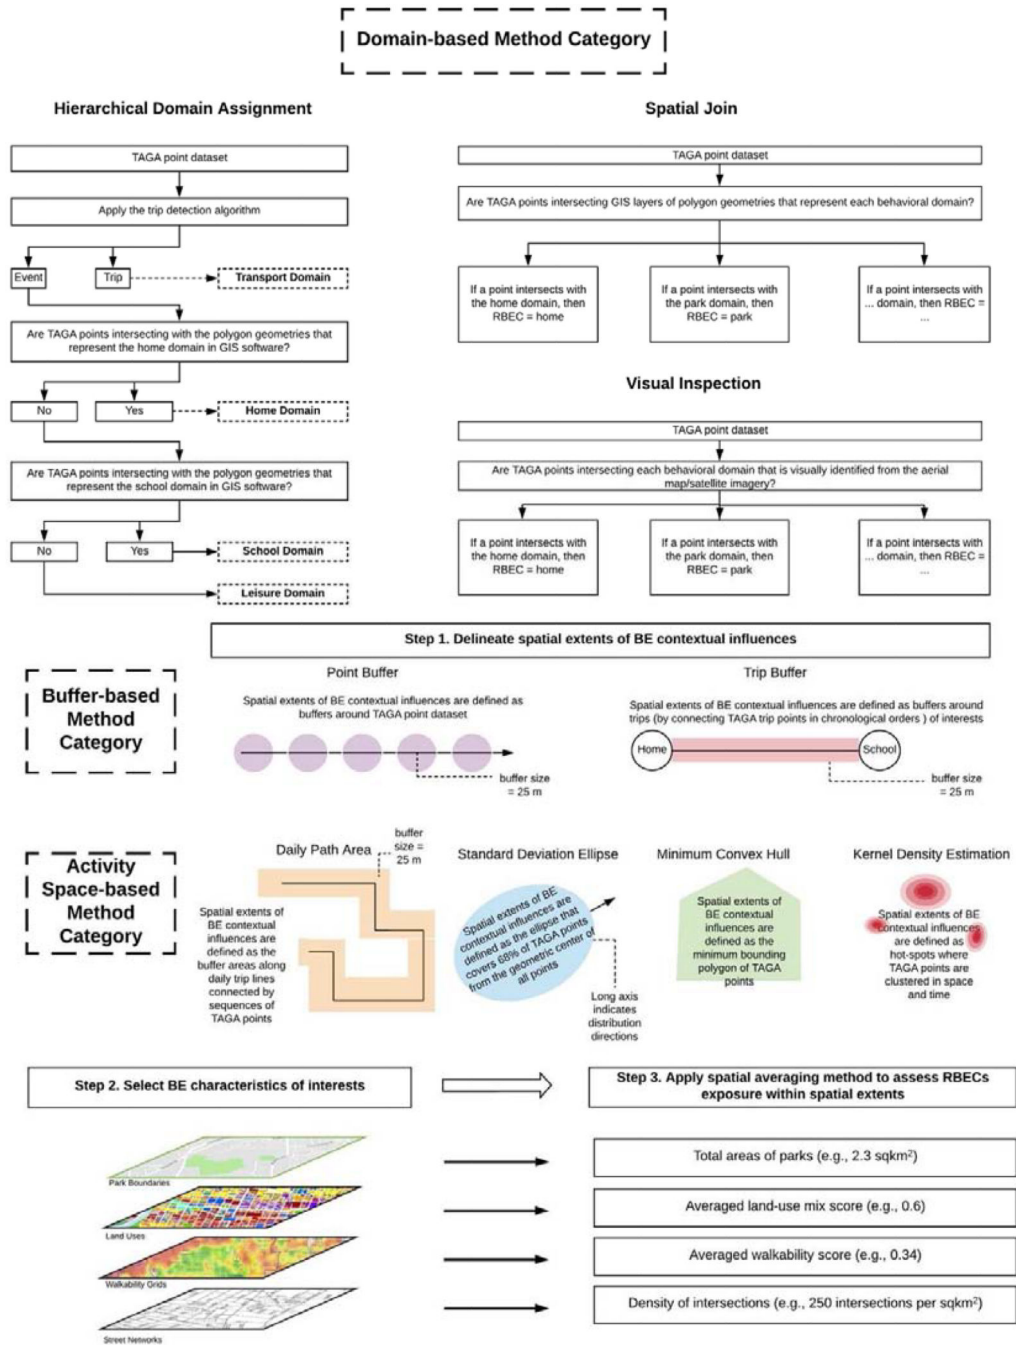 Domain-based Method Category
Hierarchical Domain Assignment
TAGA point dataset
Apply the trip detection algorithm
Event
Trip
Transport Domain
Are TAGA points intersecting with the polygon geometries that
represent the home domain in GIS software?
No
Yes
Home Domain
Are TAGA points intersecting with the polygon geometries that
represent the school domain in GIS software?
No
Yes
School Domain
Leisure Domain
Spatial Join
TAGA point dataset
Are TAGA points intersecting GIS layers of polygon geometries that represent each behavioral domain?
If a point intersects with
the home domain, then
RBEC = home
If a point intersects with
the park domain, then
RBEC = park
If a point intersects with
... domain, then RBEC =
...
Visual Inspection
TAGA point dataset
Are TAGA points intersecting each behavioral domain that is visually identified from the aerial
map/satellite imagery?
If a point intersects with
the home domain, then
RBEC = home
If a point intersects with
the park domain, then
RBEC = park
If a point intersects with
... domain, then RBEC =
...
Step 1. Delineate spatial extents of BE contextual influences
Buffer-based
Method
Category
Point Buffer
Spatial extents of BE contextual influences are defined as
buffers around TAGA point dataset
buffer size
= 25 m
Trip Buffer
Spatial extents of BE contextual influences are defined as buffers around
trips (by connecting TAGA trip points in chronological orders ) of interests
Home
School
buffer size
= 25 m
Activity
Space-based
Method
Category
Daily Path Area
buffer
size =
25 m
Spatial extents of
BE contextual
influences are
defined as the
buffer areas along
daily trip lines
connected by
sequences of
TAGA points
Standard Deviation Ellipse
Spatial extents of BE
contextual influences are
defined as the ellipse that
covers 68% of TAGA points
from the geometric center of
all points
Long axis
indicates
distribution
directions
Minimum Convex Hull
Spatial extents of
BE contextual
influences are
defined as the
minimum bounding
polygon of TAGA
points
Kernel Density Estimation
Spatial extents of BE
contextual influences
are defined as
hot-spots where
TAGA points are
clustered in space
and time
Step 2. Select BE characteristics of interests
Step 3. Apply spatial averaging method to assess RBECs
exposure within spatial extents
Park Boundaries
Total areas of parks (e.g., 2.3 sqkm²)
Land Uses
Averaged land-use mix score (e.g., 0.6)
Walkability Grids
Averaged walkability score (e.g., 0.34)
Street Networks
Density of intersections (e.g., 250 intersections per sqkm²)